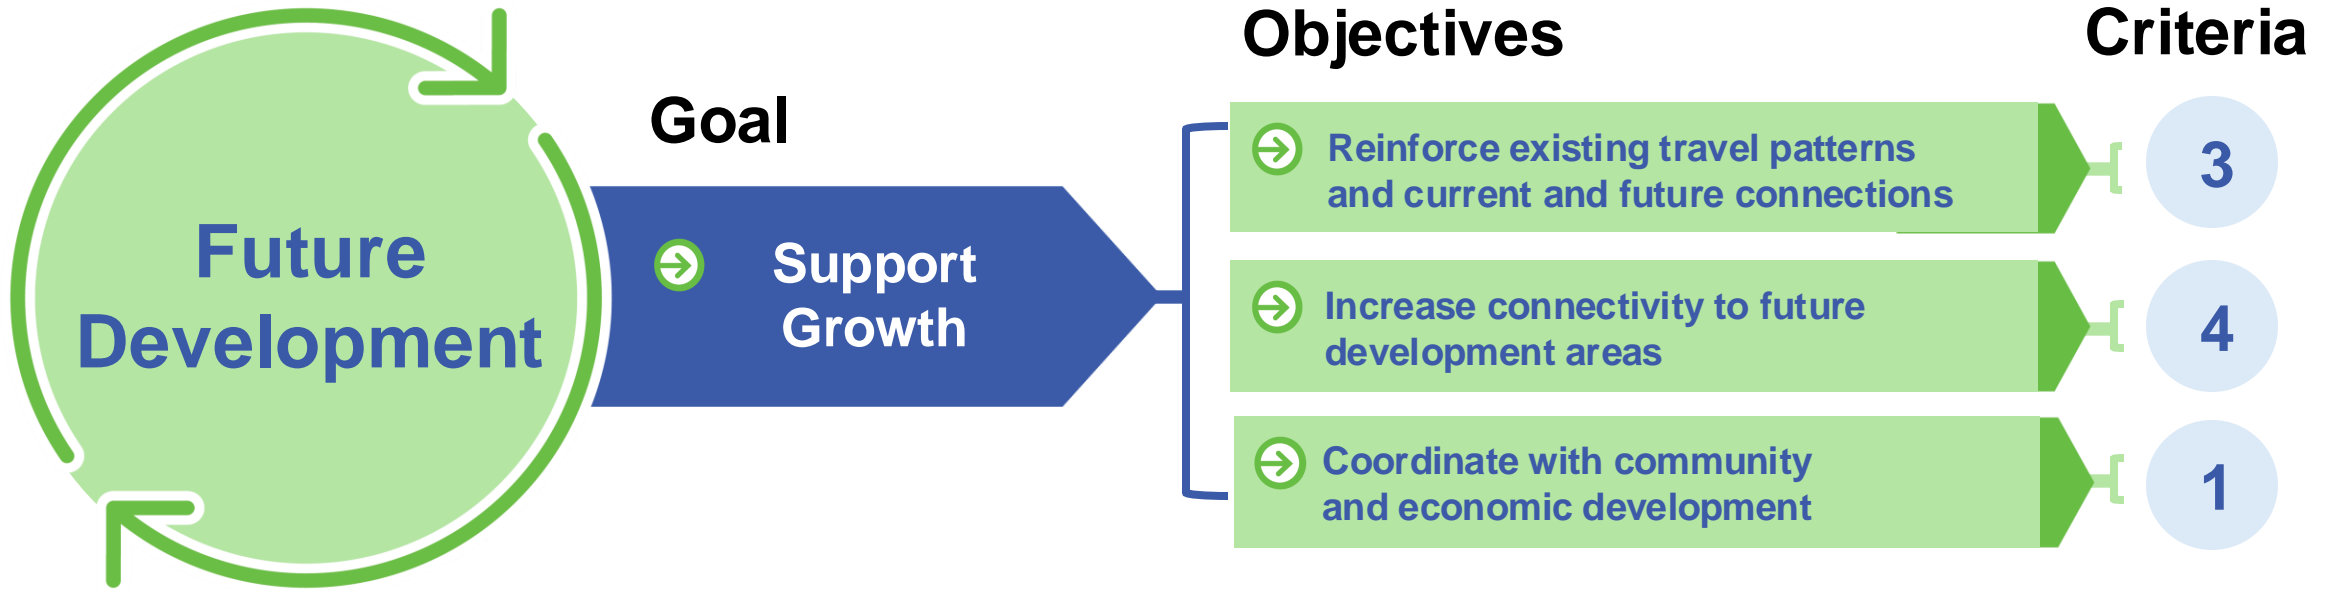 Future
Development
Goal
Support
Growth
Objectives
Criteria
Reinforce existing travel patterns
and current and future connections
3
Increase connectivity to future
development areas
4
Coordinate with community
and economic development
1